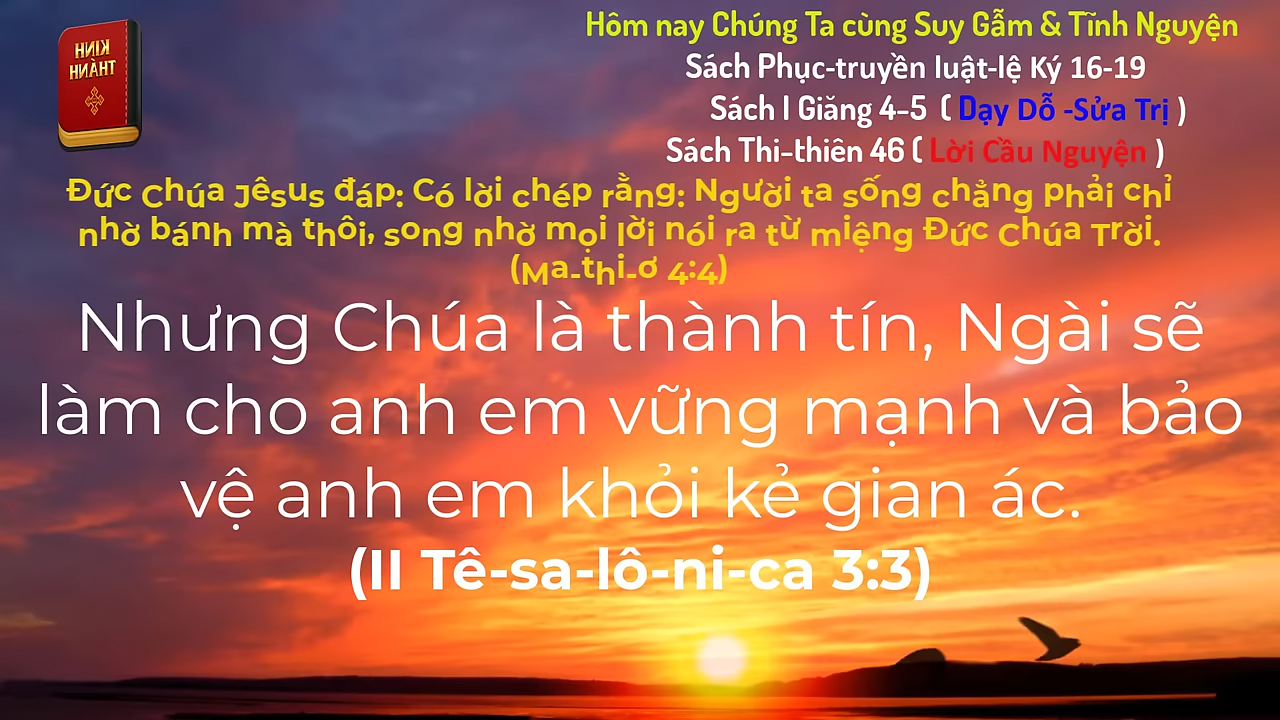 KINH
THÀNH
Hôm nay Chúng Ta cùng Suy Gẫm & Tĩnh Nguyện
Sách Phục-truyền luật-lệ Ký 16-19
Sách I Giăng 4-5 ( Dạy Dỗ -Sửa Trị )
Sách Thi-thiên 46 ( Lời Cầu Nguyện )
Đức Chúa Jêsus đáp: Có lời chép rằng: Người ta sống chẳng phải chỉ
nhờ bánh mà thôi, song nhờ mọi lời nói ra từ miệng Đức Chúa Trời.
(Ma-thi-ơ 4:4)
Nhưng Chúa là thành tín, Ngài sẽ
làm cho anh em vững mạnh và bảo
vệ anh em khỏi kẻ gian ác.
(II Tê-sa-lô-ni-ca 3:3)